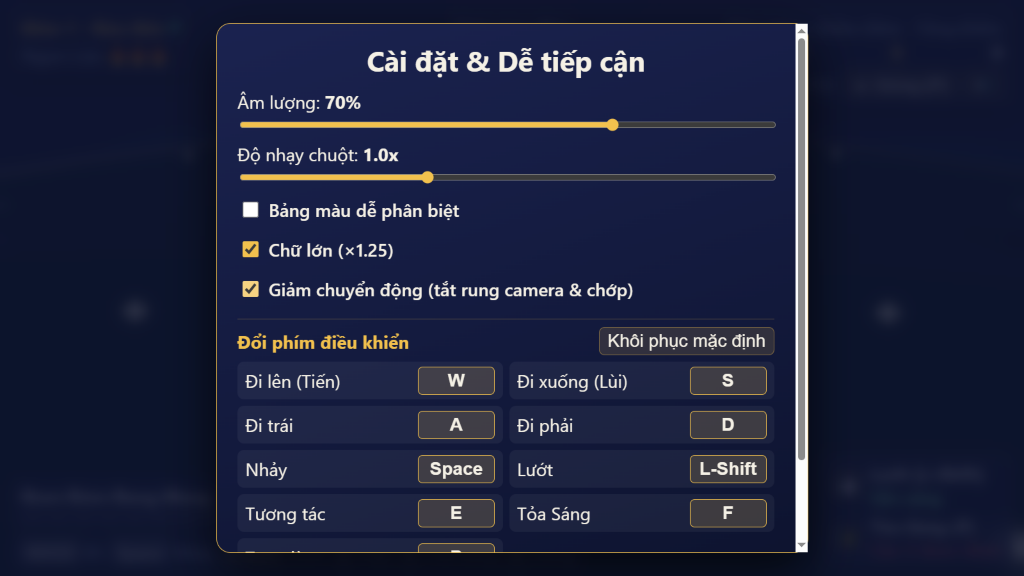 Cài đặt & Dễ tiếp cận
Âm lượng: 70%
Độ nhạy chuột: 1.0x
Bảng màu dễ phân biệt
Chữ lớn (×1.25)
Giảm chuyển động (tắt rung camera & chớp)
Đổi phím điều khiển
Khôi phục mặc định
Đi lên (Tiến) W
Đi xuống (Lùi) S
Đi trái A
Đi phải D
Nhảy Space
Lướt L-Shift
Tương tác E
Tỏa Sáng F